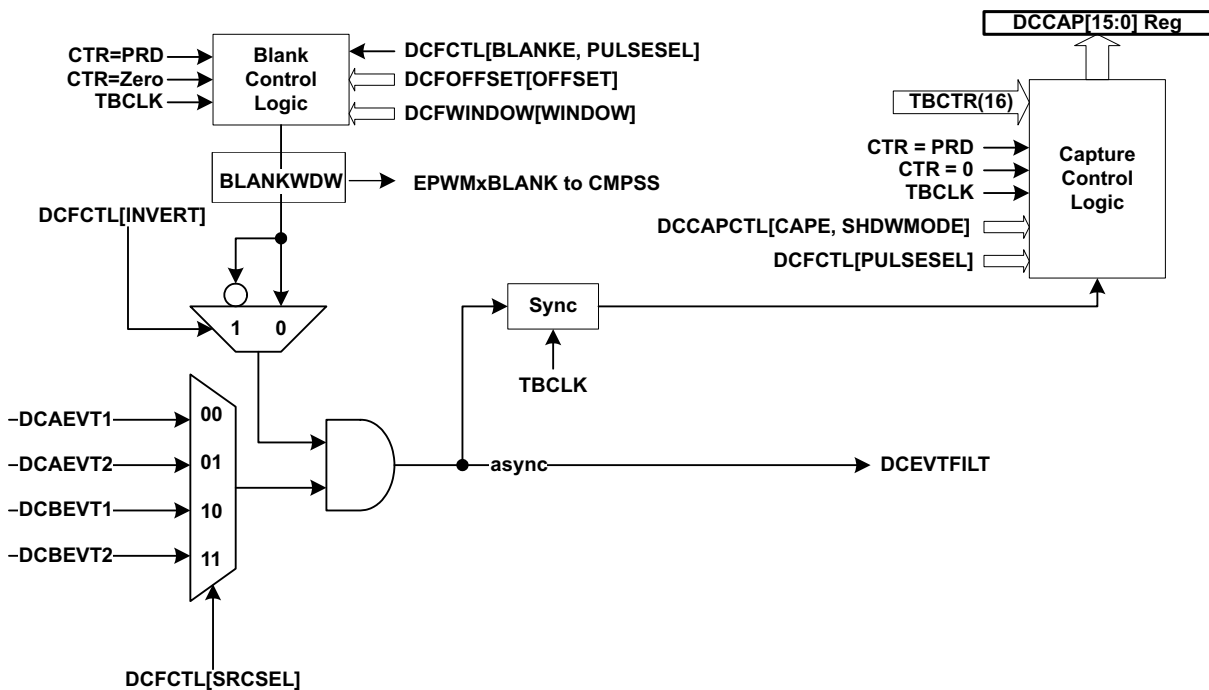 DCCAP[15:0] Reg
CTR=PRD
CTR=Zero
TBCLK
Blank
Control
Logic
DCFCTL[BLANKE, PULSESEL]
DCFOFFSET[OFFSET]
DCFWINDOW[WINDOW]
TBCTR(16)
CTR = PRD
CTR = 0
TBCLK
DCCAPCTL[CAPE, SHDWMODE]
DCFCTL[PULSESEL]
Capture
Control
Logic
BLANKWDW
EPWMxBLANK to CMPSS
DCFCTL[INVERT]
1 0
Sync
TBCLK
–DCAEVT1
–DCAEVT2
–DCBEVT1
–DCBEVT2
00
01
10
11
async
DCEVTFILT
DCFCTL[SRCSEL]